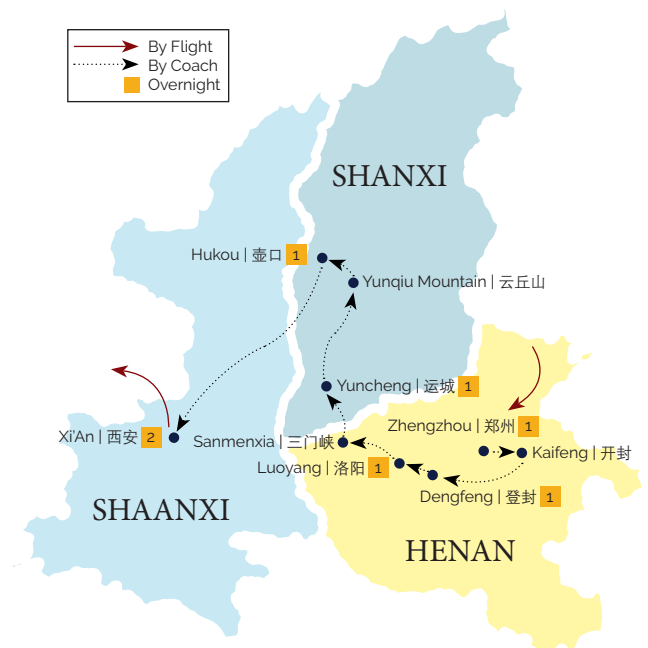 By Flight
By Coach
Overnight
SHANXI
Hukou | 壶口 1
Yunqiu Mountain | 云丘山
Yuncheng | 运城 1
Zhengzhou | 郑州 1
Xi'An | 西安 2
Sanmenxia | 三门峡
Kaifeng | 开封
Luoyang | 洛阳 1
Dengfeng | 登封 1
SHAANXI
HENAN